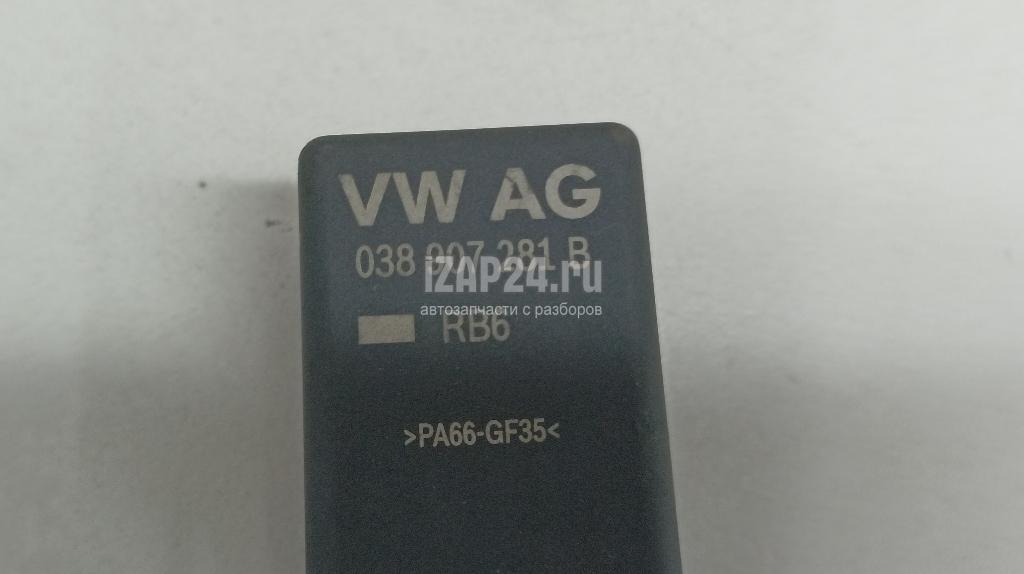 VW AG
038 907 281 B
IZAP24.ru
автозапчасти с разборов
RB6
>PA66-GF35<